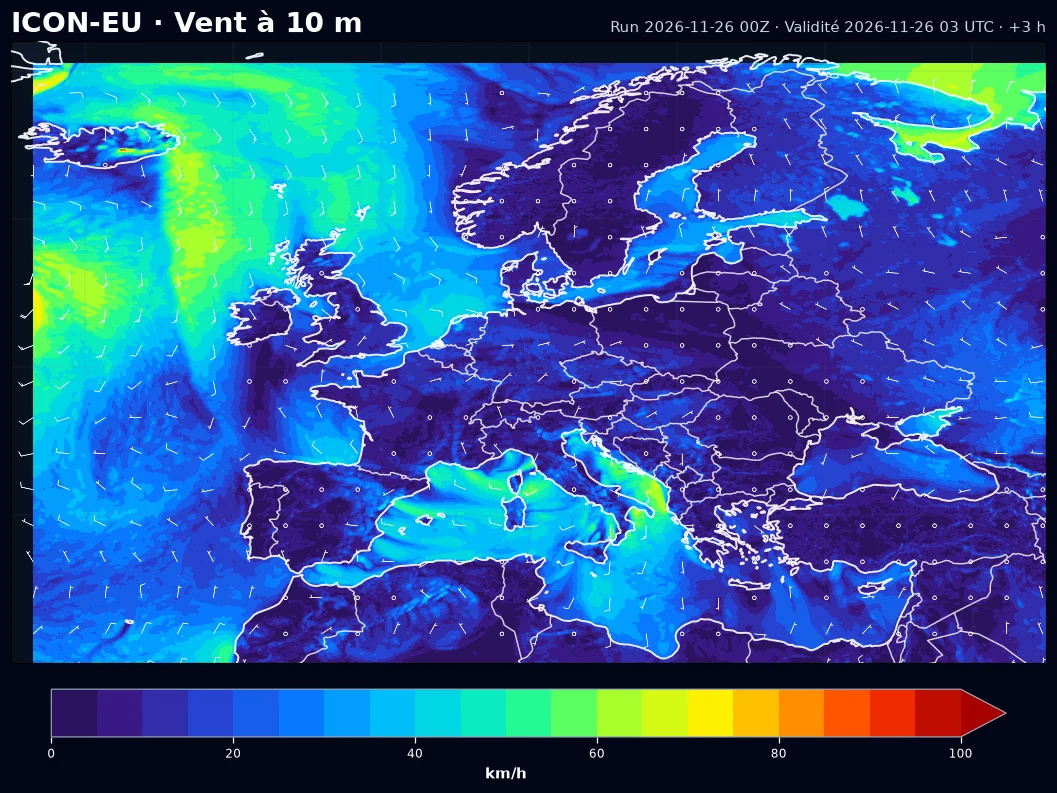 ICON-EU · Vent à 10 m
Run 2026-11-26 00Z · Validité 2026-11-26 03 UTC · +3 h
0 20 40 60 80 100
km/h